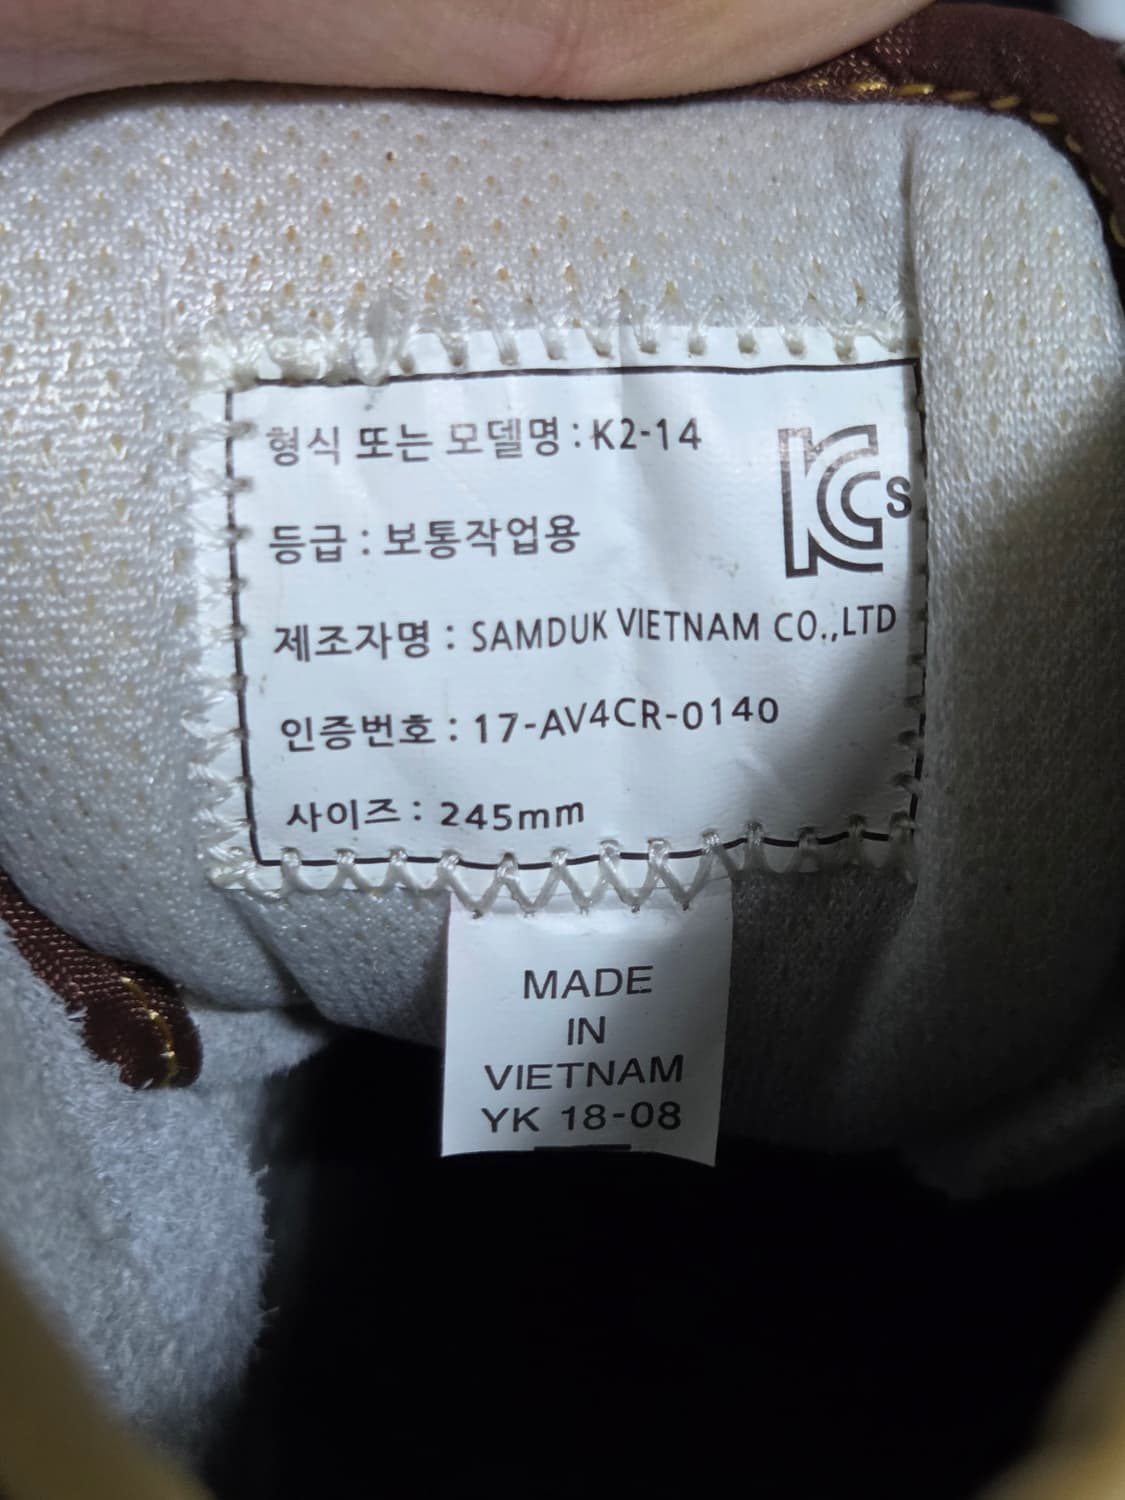 형식 또는 모델명 : K2-14
KCs
등급 : 보통작업용
제조자명 : SAMDUK VIETNAM CO.,LTD
인증번호 : 17-AV4CR-0140
사이즈 : 245mm
MADE
IN
VIETNAM
YK 18-08